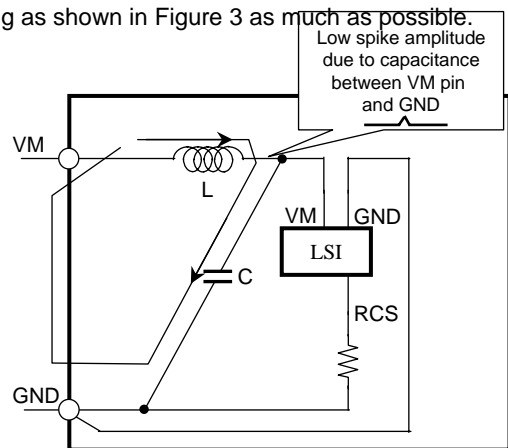 g as shown in Figure 3 as much as possible.
Low spike amplitude
due to capacitance
between VM pin
and GND
VM
L
VM GND
LSI
C
RCS
GND